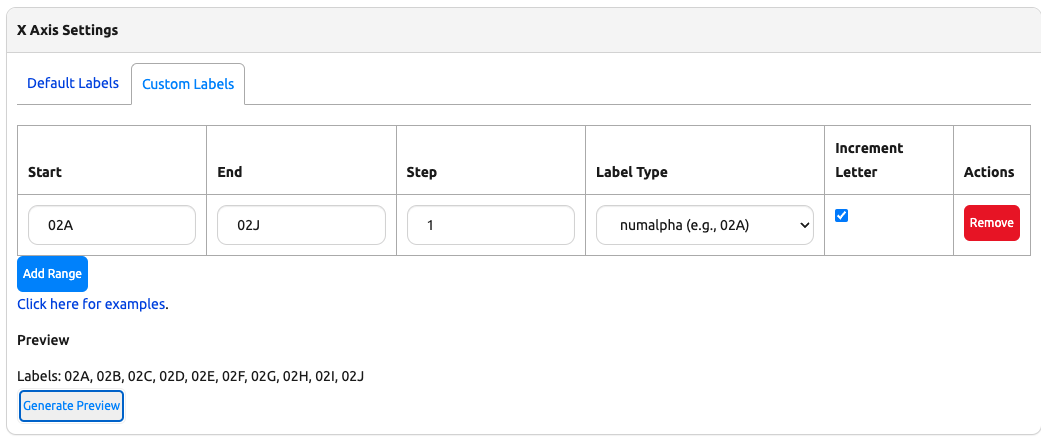 X Axis Settings
Default Labels Custom Labels
Start End Step Label Type Increment Letter Actions
02A 02J 1 numalpha (e.g., 02A) Remove
Add Range
Click here for examples.
Preview
Labels: 02A, 02B, 02C, 02D, 02E, 02F, 02G, 02H, 02I, 02J
Generate Preview